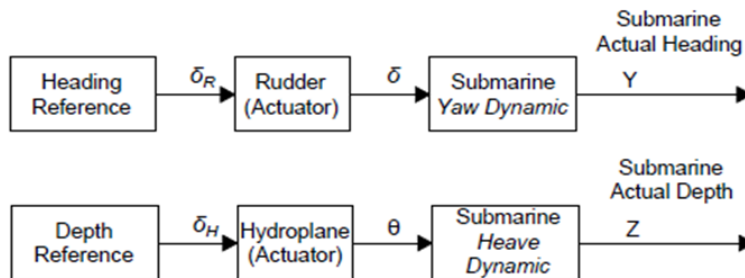 Submarine
Actual Heading
Heading
Reference
δR
Rudder
(Actuator)
δ
Submarine
Yaw Dynamic
Y
Submarine
Actual Depth
Depth
Reference
δH
Hydroplane
(Actuator)
θ
Submarine
Heave
Dynamic
Z